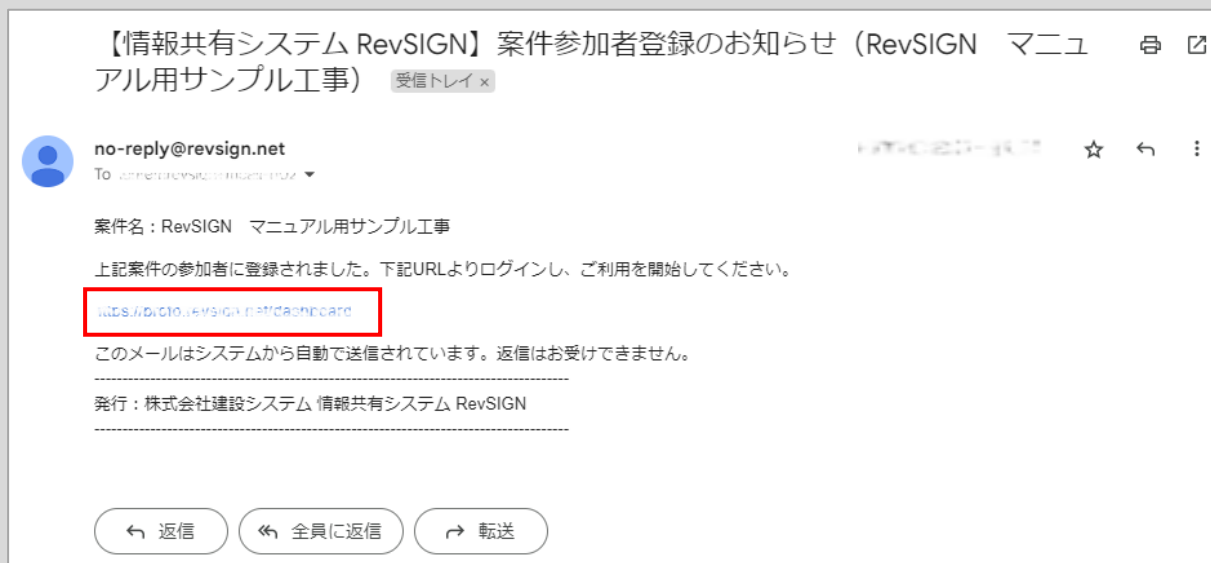 【情報共有システム RevSIGN】案件参加者登録のお知らせ（RevSIGN　マニュ
アル用サンプル工事） 受信トレイ ×
no-reply@revsign.net
To
案件名：RevSIGN　マニュアル用サンプル工事
上記案件の参加者に登録されました。下記URLよりログインし、ご利用を開始してください。
このメールはシステムから自動で送信されています。返信はお受けできません。
--------------------------------------------------------------------------------
発行：株式会社建設システム 情報共有システム RevSIGN
--------------------------------------------------------------------------------
返信 全員に返信 転送